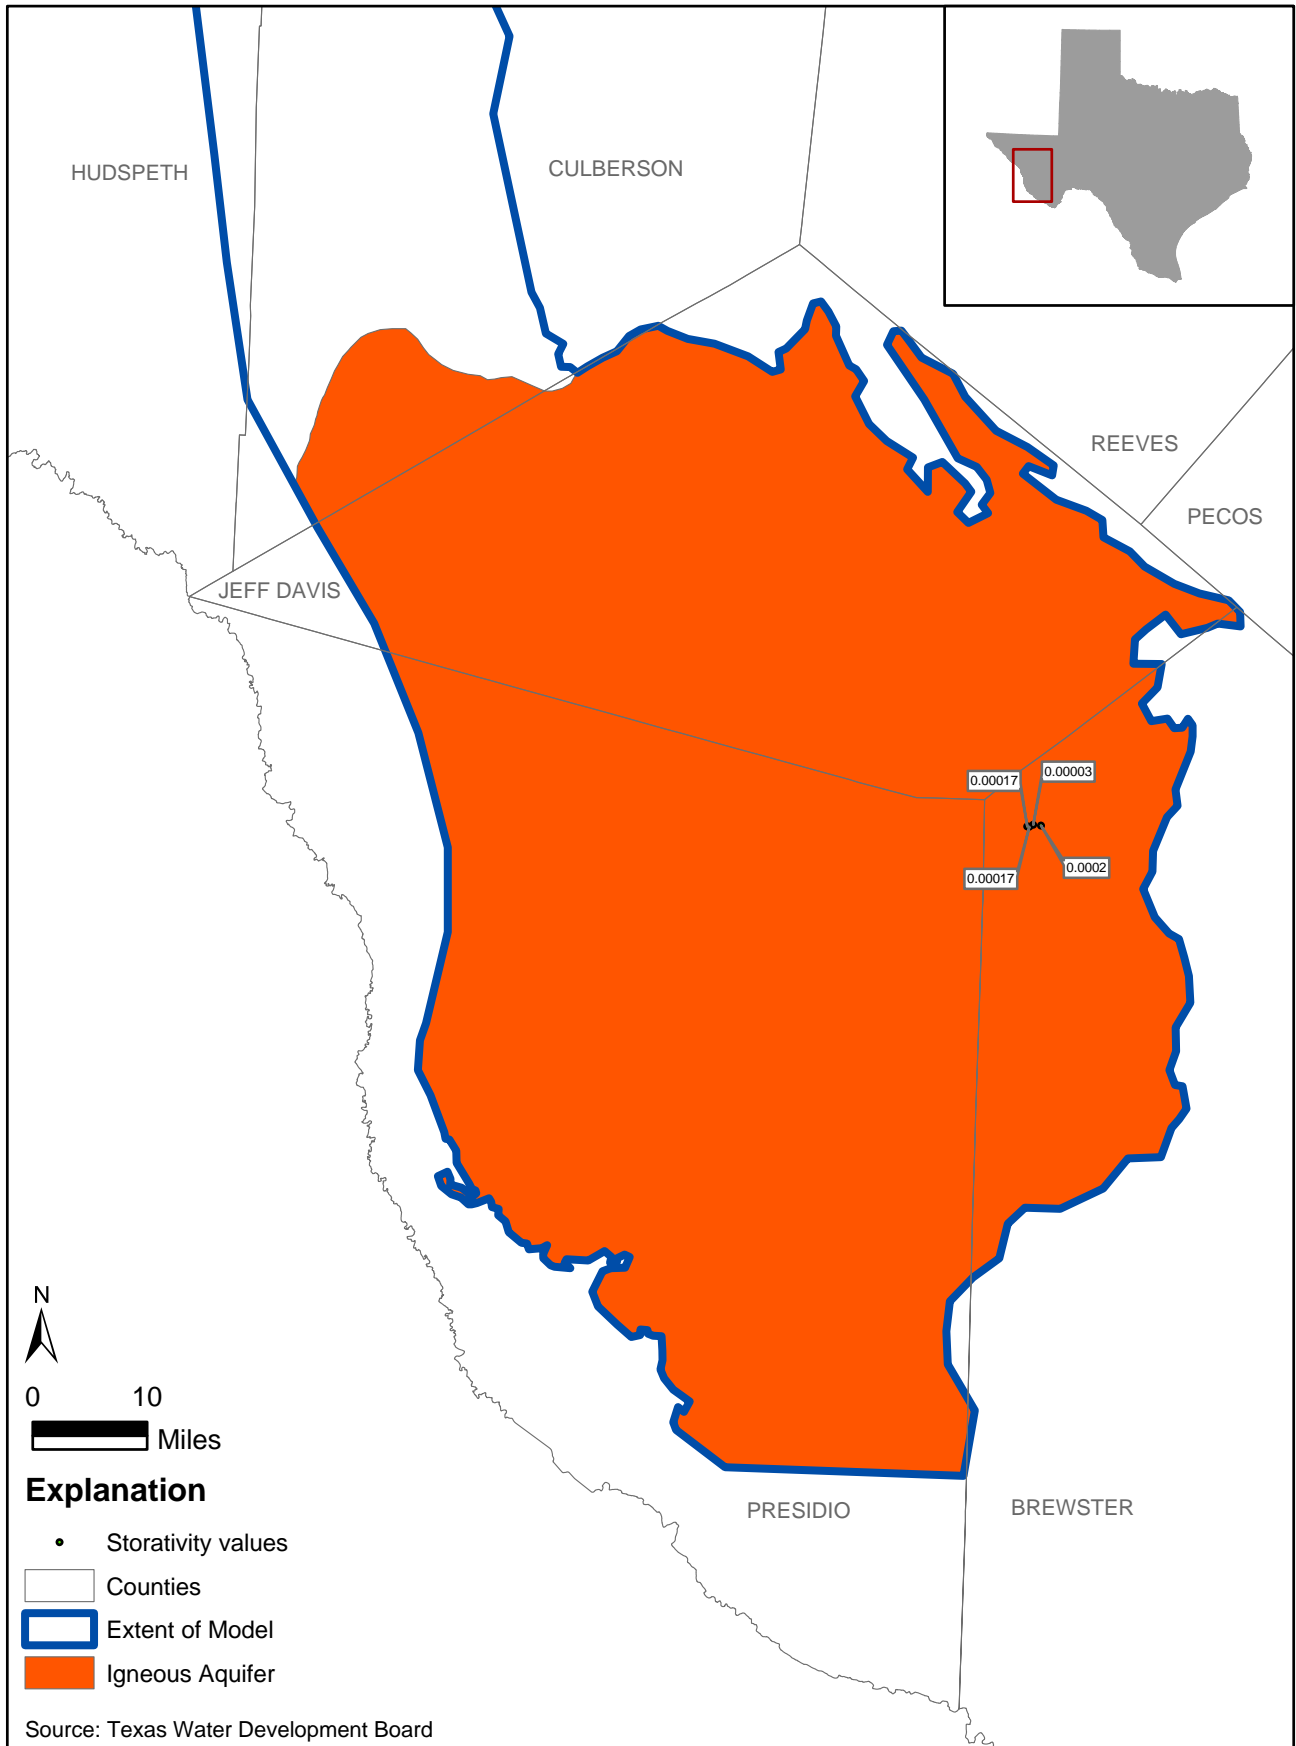 HUDSPETH
CULBERSON
REEVES
PECOS
JEFF DAVIS
0.00017
0.00003
0.00017
0.0002
N
0 10
Miles
Explanation
Storativity values
Counties
Extent of Model
Igneous Aquifer
PRESIDIO
BREWSTER
Source: Texas Water Development Board